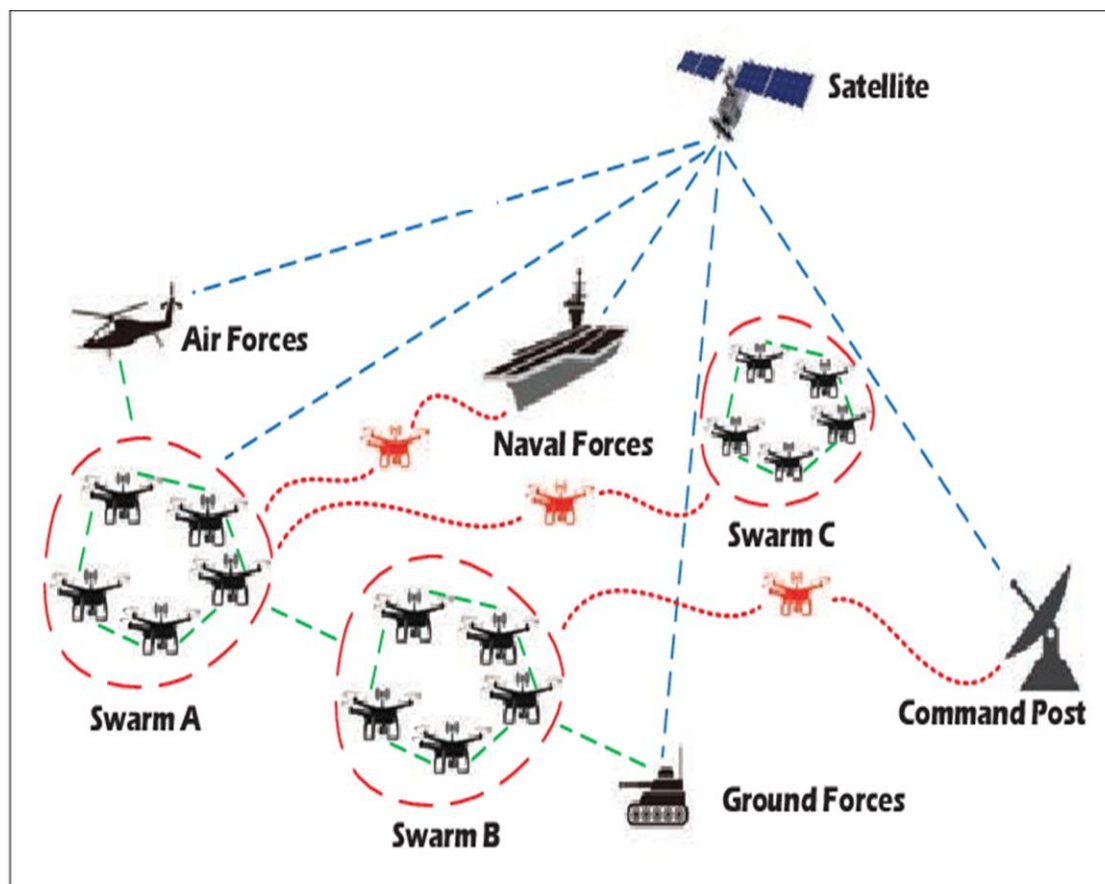 Satellite
Air Forces
Naval Forces
Swarm C
Swarm A
Command Post
Ground Forces
Swarm B